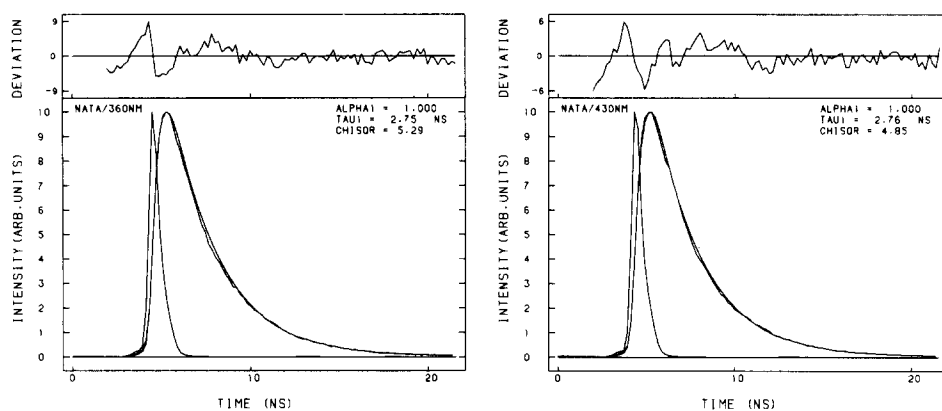 DEVIATION
9
0
-9
NATA/360NM
ALPHA1 = 1.000
TAU1 = 2.75 NS
CHISQR = 5.29
INTENSITY (ARB.UNITS)
10
9
8
7
6
5
4
3
2
1
0
0 10 20
TIME (NS)
DEVIATION
6
0
-6
NATA/430NM
ALPHA1 = 1.000
TAU1 = 2.76 NS
CHISQR = 4.85
INTENSITY (ARB.UNITS)
10
9
8
7
6
5
4
3
2
1
0
0 10 20
TIME (NS)